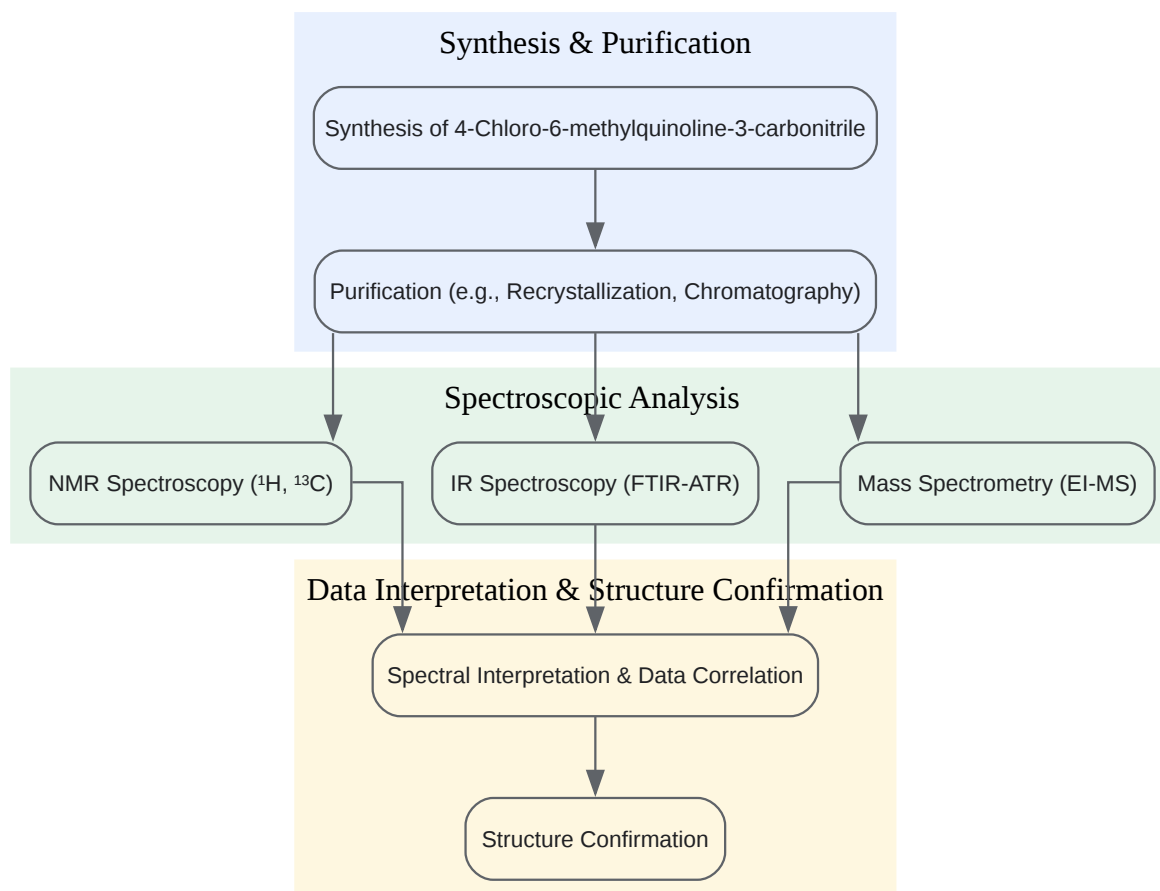 Synthesis & Purification
Synthesis of 4-Chloro-6-methylquinoline-3-carbonitrile
Purification (e.g., Recrystallization, Chromatography)
Spectroscopic Analysis
NMR Spectroscopy (¹H, ¹³C)
IR Spectroscopy (FTIR-ATR)
Mass Spectrometry (EI-MS)
Data Interpretation & Structure Confirmation
Spectral Interpretation & Data Correlation
Structure Confirmation